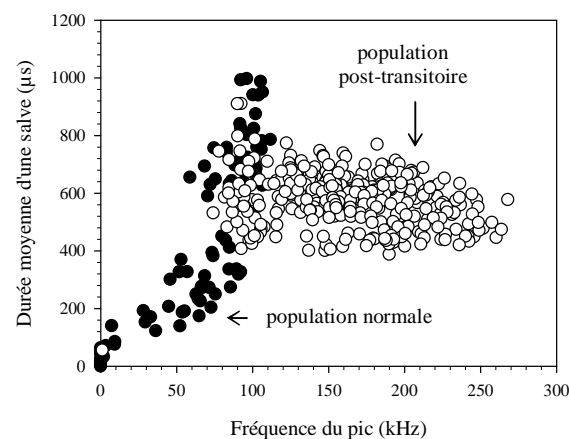 1200
1000
800
600
400
200
0
Durée moyenne d'une salve (µs)
population
post-transitoire
population normale
0 50 100 150 200 250 300
Fréquence du pic (kHz)